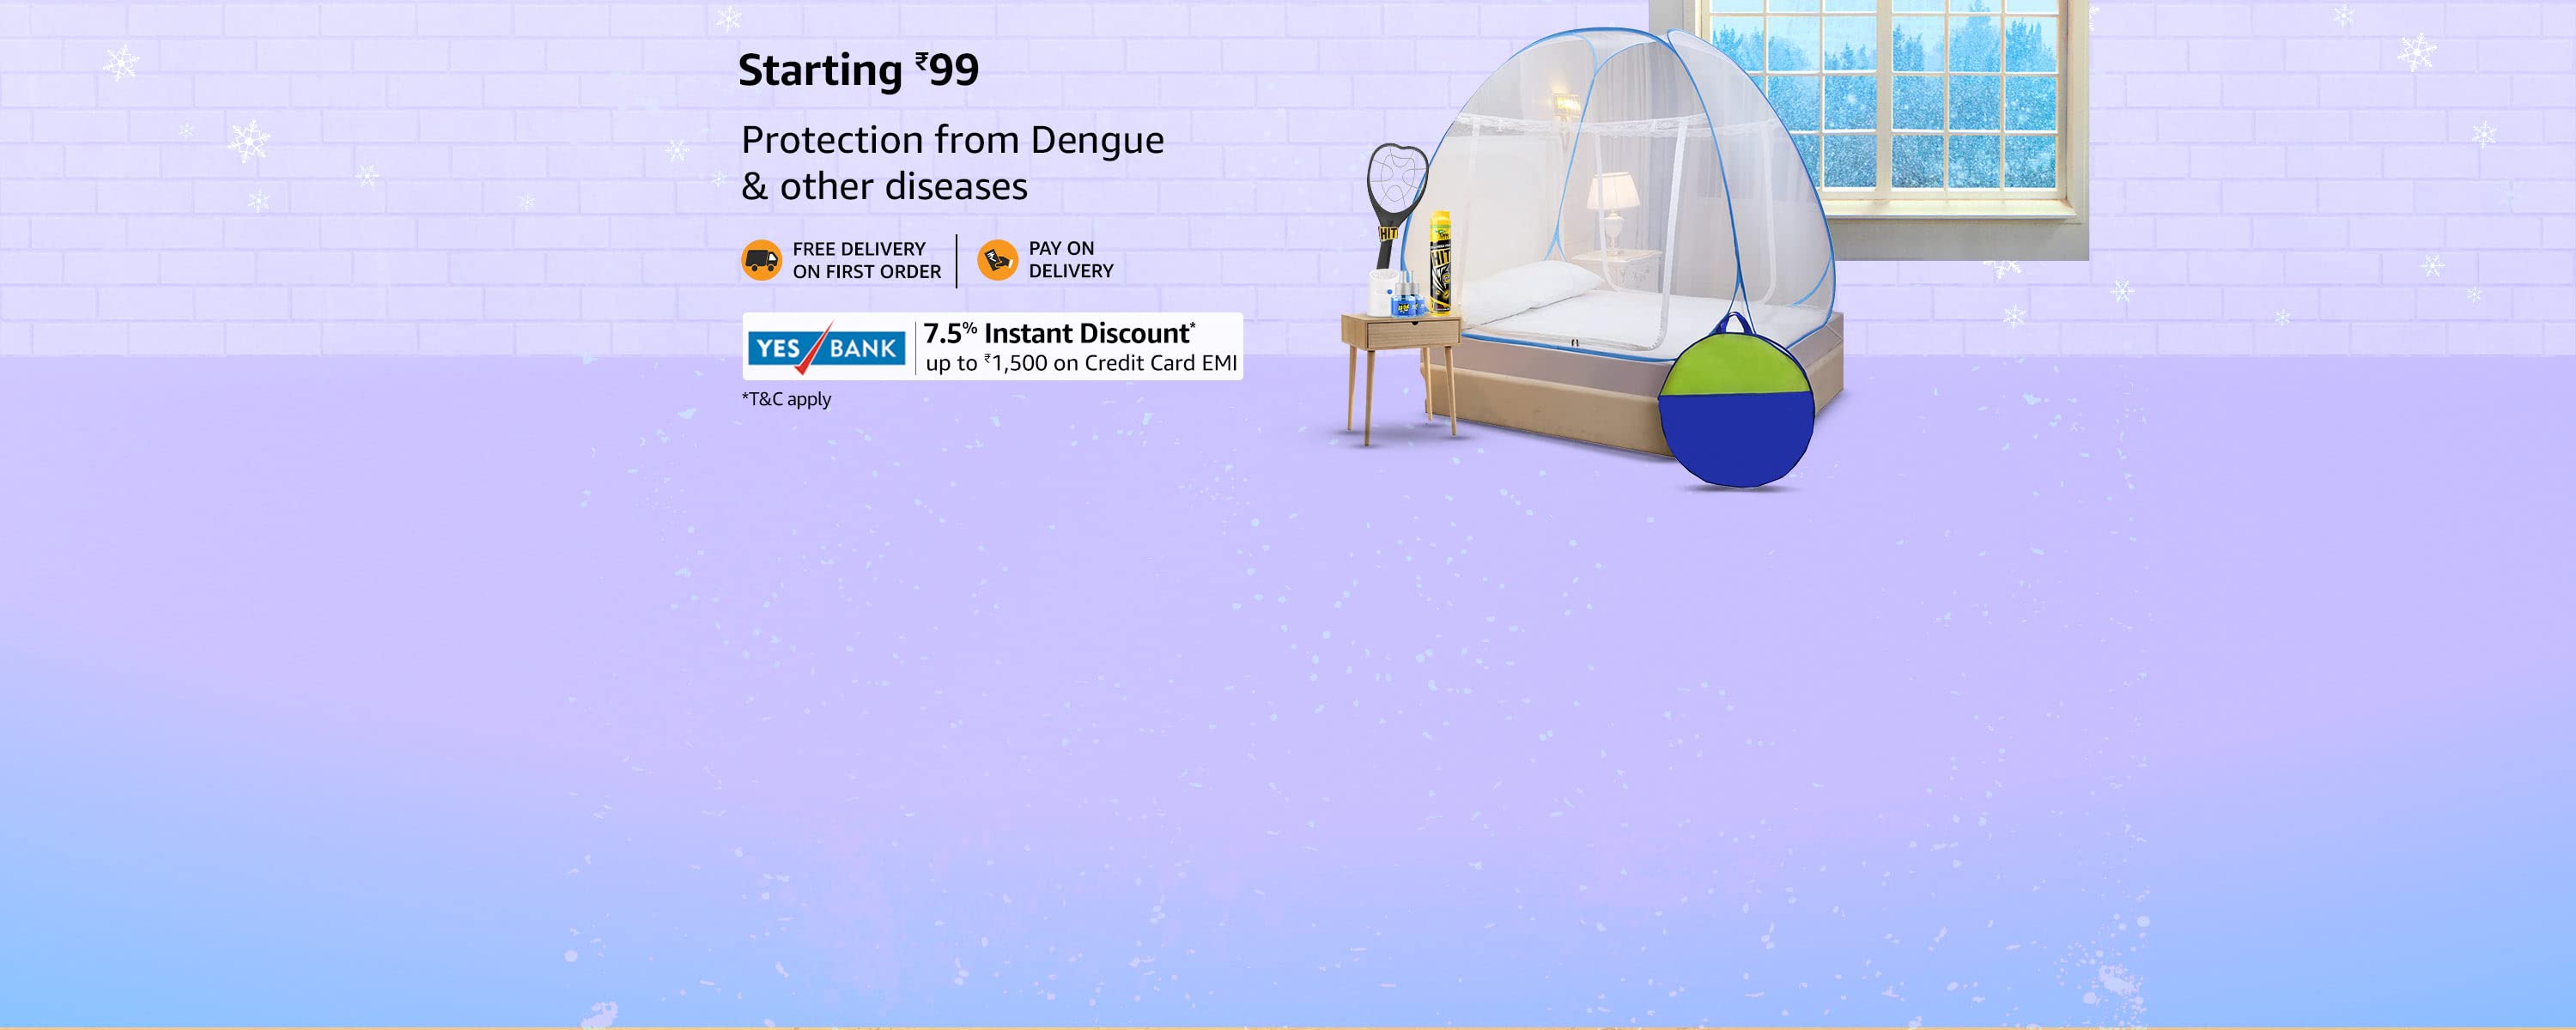 Starting ₹99
Protection from Dengue
& other diseases
FREE DELIVERY
ON FIRST ORDER
PAY ON
DELIVERY
YES BANK
7.5% Instant Discount*
up to ₹1,500 on Credit Card EMI
*T&C apply
HIT
HIT